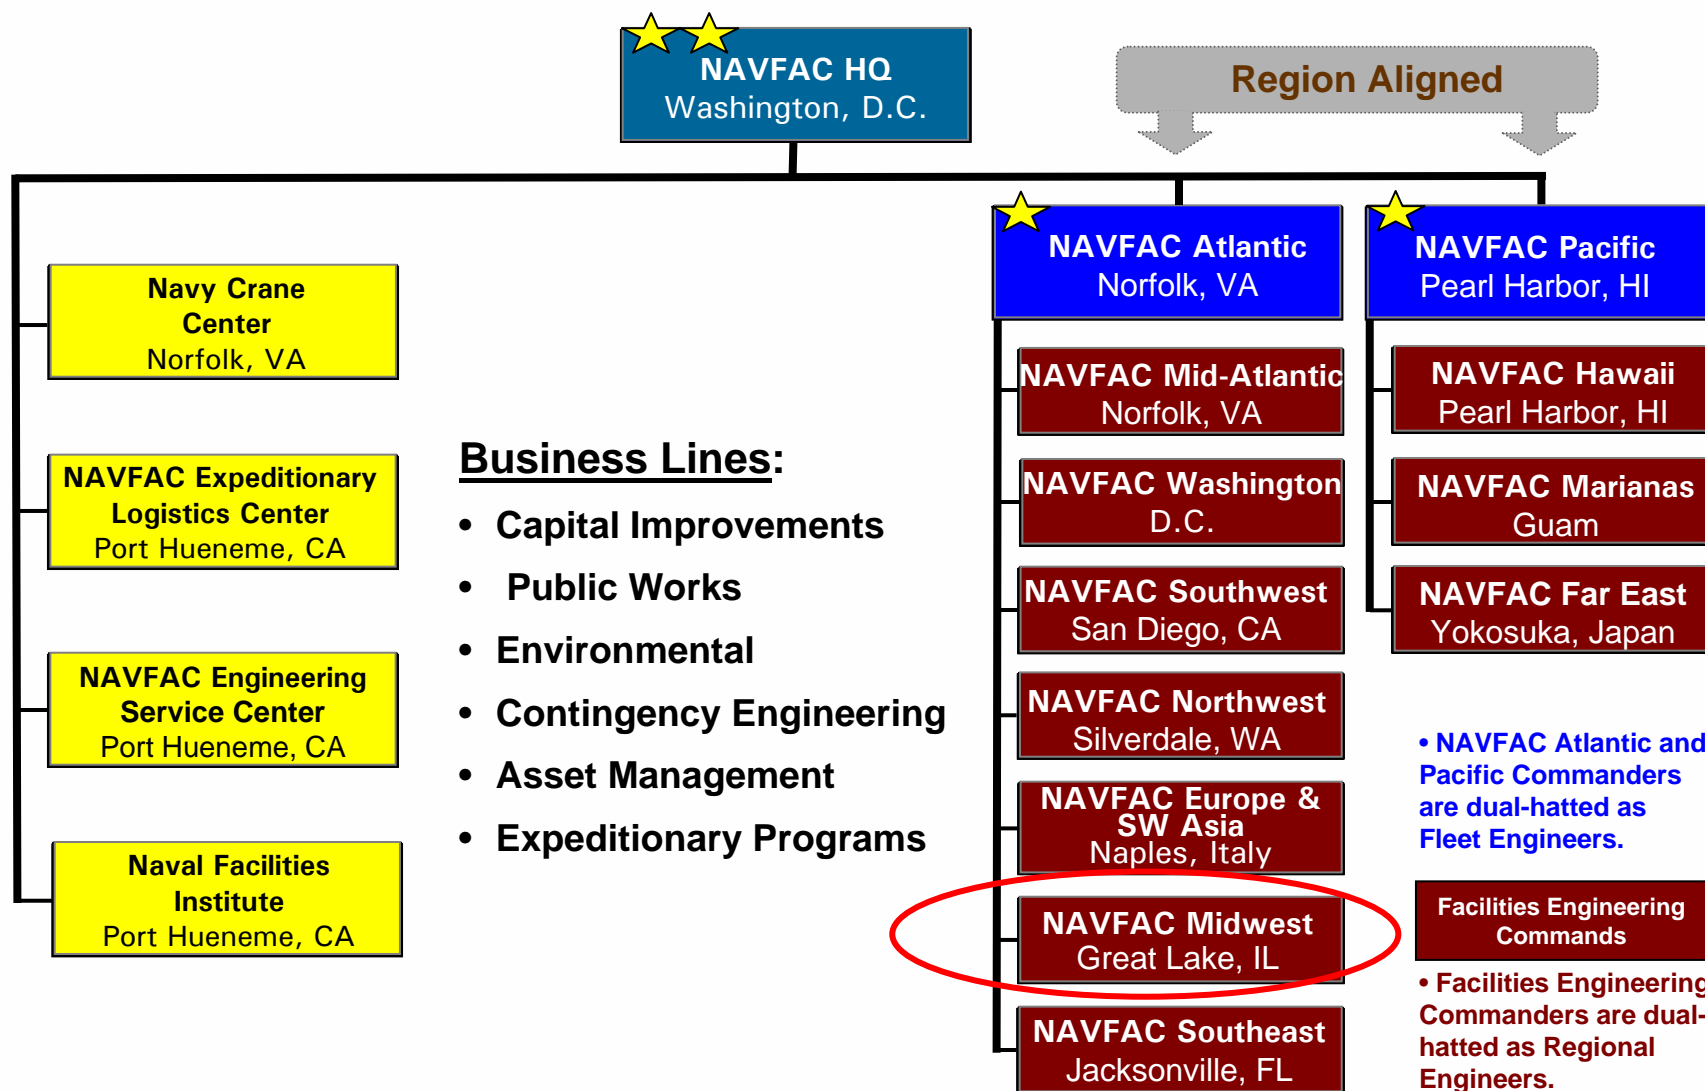 NAVFAC HQ
Washington, D.C.
Region Aligned
Navy Crane
Center
Norfolk, VA
NAVFAC Expeditionary
Logistics Center
Port Hueneme, CA
NAVFAC Engineering
Service Center
Port Hueneme, CA
Naval Facilities
Institute
Port Hueneme, CA
Business Lines:
• Capital Improvements
• Public Works
• Environmental
• Contingency Engineering
• Asset Management
• Expeditionary Programs
NAVFAC Atlantic
Norfolk, VA
NAVFAC Mid-Atlantic
Norfolk, VA
NAVFAC Washington
D.C.
NAVFAC Southwest
San Diego, CA
NAVFAC Northwest
Silverdale, WA
NAVFAC Europe &
SW Asia
Naples, Italy
NAVFAC Midwest
Great Lake, IL
NAVFAC Southeast
Jacksonville, FL
NAVFAC Pacific
Pearl Harbor, HI
NAVFAC Hawaii
Pearl Harbor, HI
NAVFAC Marianas
Guam
NAVFAC Far East
Yokosuka, Japan
• NAVFAC Atlantic and
Pacific Commanders
are dual-hatted as
Fleet Engineers.
Facilities Engineering
Commands
• Facilities Engineering
Commanders are dual-
hatted as Regional
Engineers.